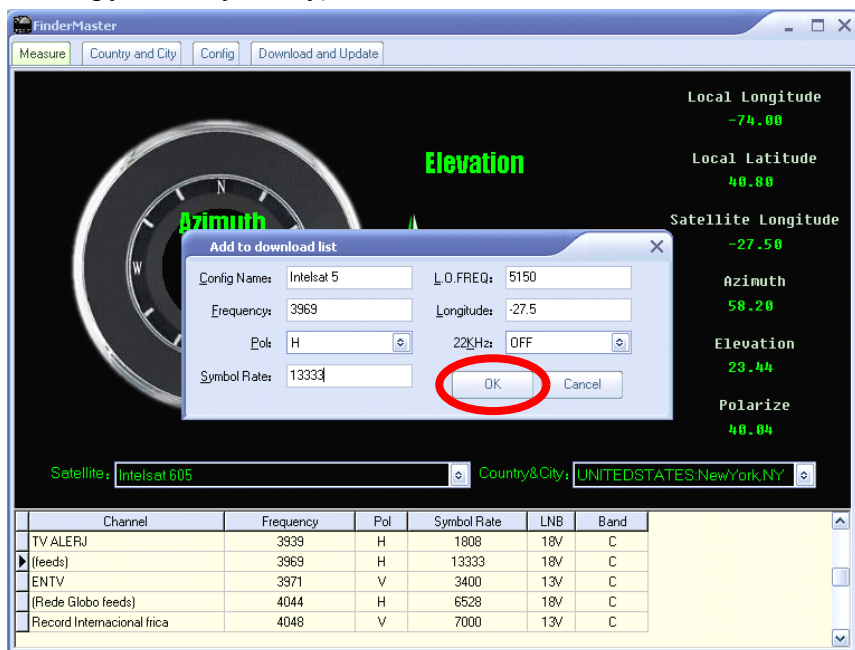 FinderMaster
Measure Country and City Config Download and Update
Local Longitude
-74.00
Local Latitude
40.80
Satellite Longitude
-27.50
Azimuth
58.20
Elevation
23.44
Polarize
40.04
Elevation
Azimuth
N
W
Add to download list
Config Name: Intelsat 5 L.O.FREQ: 5150
Frequency: 3969 Longitude: -27.5
Pol: H 22KHz: OFF
Symbol Rate: 13333
OK Cancel
Satellite: Intelsat 605 Country&City: UNITEDSTATES:NewYork,NY
Channel Frequency Pol Symbol Rate LNB Band
TV ALERJ 3939 H 1808 18V C
(feeds) 3969 H 13333 18V C
ENTV 3971 V 3400 13V C
(Rede Globo feeds) 4044 H 6528 18V C
Record Internacional frica 4048 V 7000 13V C